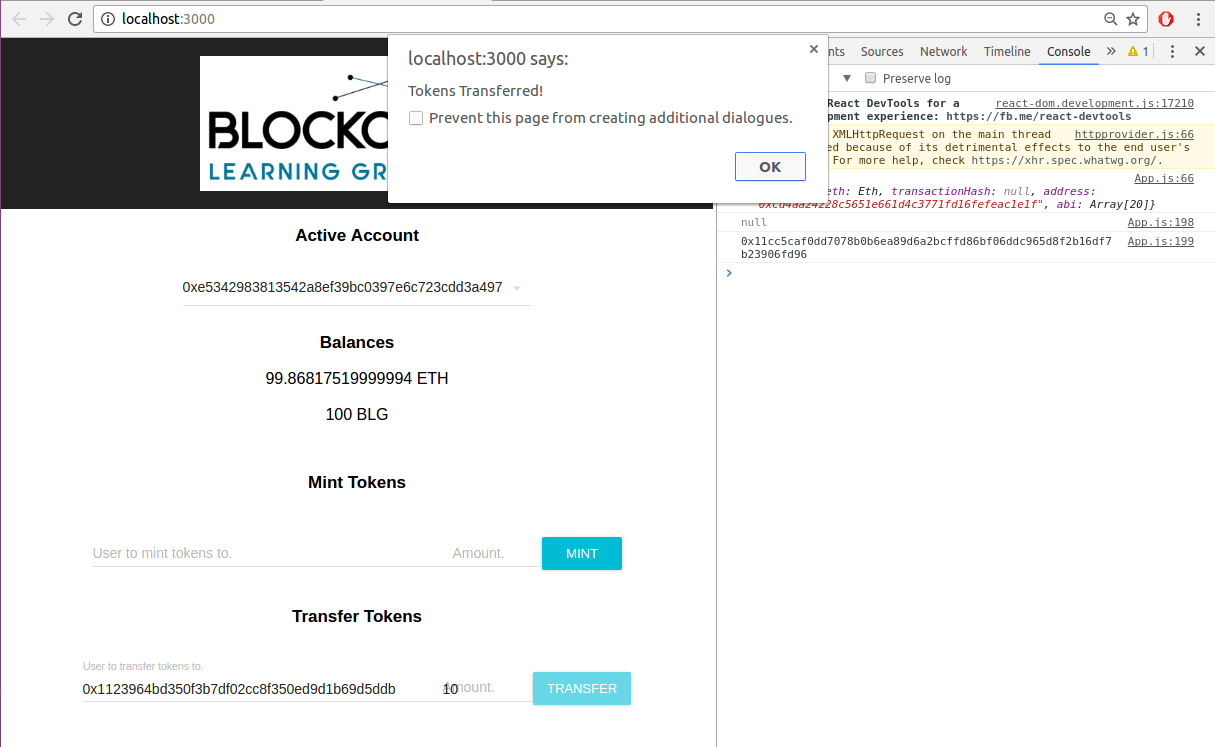 localhost:3000
localhost:3000 says:
Tokens Transferred!
Prevent this page from creating additional dialogues.
OK
Sources Network Timeline Console » 1
Preserve log
React DevTools for a react-dom.development.js:17210
experience: https://fb.me/react-devtools
XMLHttpRequest on the main thread httpprovider.js:66
because of its detrimental effects to the end user's
For more help, check https://xhr.spec.whatwg.org/.
App.js:66
eth: Eth, transactionHash: null, address:
"0xcd4aa24228c5651e661d4c3771fd16fefeac1e1f", abi: Array[20]}
null App.js:198
0x11cc5caf0dd7078b0b6ea89d6a2bcffd86bf06ddc965d8f2b16df7 App.js:199
b23906fd96
BLOCKC
LEARNING GR
Active Account
0xe5342983813542a8ef39bc0397e6c723cdd3a497
Balances
99.86817519999994 ETH
100 BLG
Mint Tokens
User to mint tokens to. Amount. MINT
Transfer Tokens
User to transfer tokens to.
0x1123964bd350f3b7df02cc8f350ed9d1b69d5ddb 10 Amount. TRANSFER